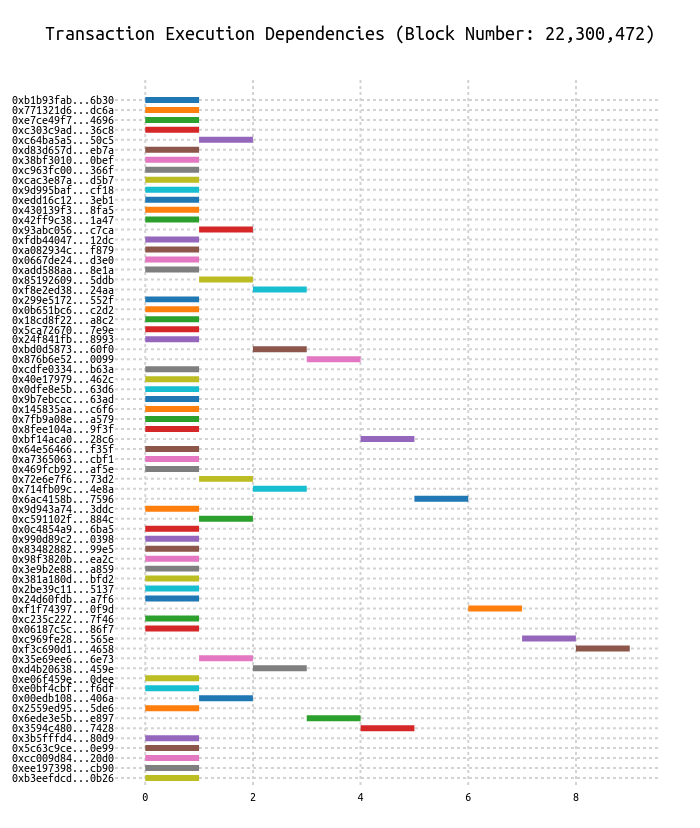 Transaction Execution Dependencies (Block Number: 22,300,472)
0xb1b93fab...6b30
0x771321d6...dc6a
0xe7ce49f7...4696
0xc303c9ad...36c8
0xc64ba5a5...50c5
0xd83d657d...eb7a
0x38bf3010...0bef
0xc963fc00...366f
0xcac3e87a...d5b7
0x9d995baf...cf18
0xedd16c12...3eb1
0x430139f3...8fa5
0x42ff9c38...1a47
0x93abc056...c7ca
0xfdb44047...12dc
0xa082934c...f879
0x0667de24...d3e0
0xadd588aa...8e1a
0x85192609...5ddb
0xf8e2ed38...24aa
0x299e5172...552f
0x0b651bc6...c2d2
0x18cd8f22...a8c2
0x5ca72670...7e9e
0x24f841fb...8993
0xbd0d5873...60f0
0x876b6e52...0099
0xcdfe0334...b63a
0x40e17979...462c
0x0dfe8e5b...63d6
0x9b7ebccc...63ad
0x145835aa...c6f6
0x7fb9a08e...a579
0x8fee104a...9f3f
0xbf14aca0...28c6
0x64e56466...f35f
0xa7365063...cbf1
0x469fcb92...af5e
0x72e6e7f6...73d2
0x714fb09c...4e8a
0x6ac4158b...7596
0x9d943a74...3ddc
0xc591102f...884c
0x0c4854a9...6ba5
0x990d89c2...0398
0x83482882...99e5
0x98f3820b...ea2c
0x3e9b2e88...a859
0x381a180d...bfd2
0x2be39c11...5137
0x24d60fdb...a7f6
0xf1f74397...0f9d
0xc235c222...7f46
0x06187c5c...86f7
0xc969fe28...565e
0xf3c690d1...4658
0x35e69ee6...6e73
0xd4b20638...459e
0xe06f459e...0dee
0xe0bf4cbf...f6df
0x00edb108...406a
0x2559ed95...5de6
0x6ede3e5b...e897
0x3594c480...7428
0x3b5fffd4...80d9
0x5c63c9ce...0e99
0xcc009d84...20d0
0xee197398...cb90
0xb3eefdcd...0b26
0 2 4 6 8